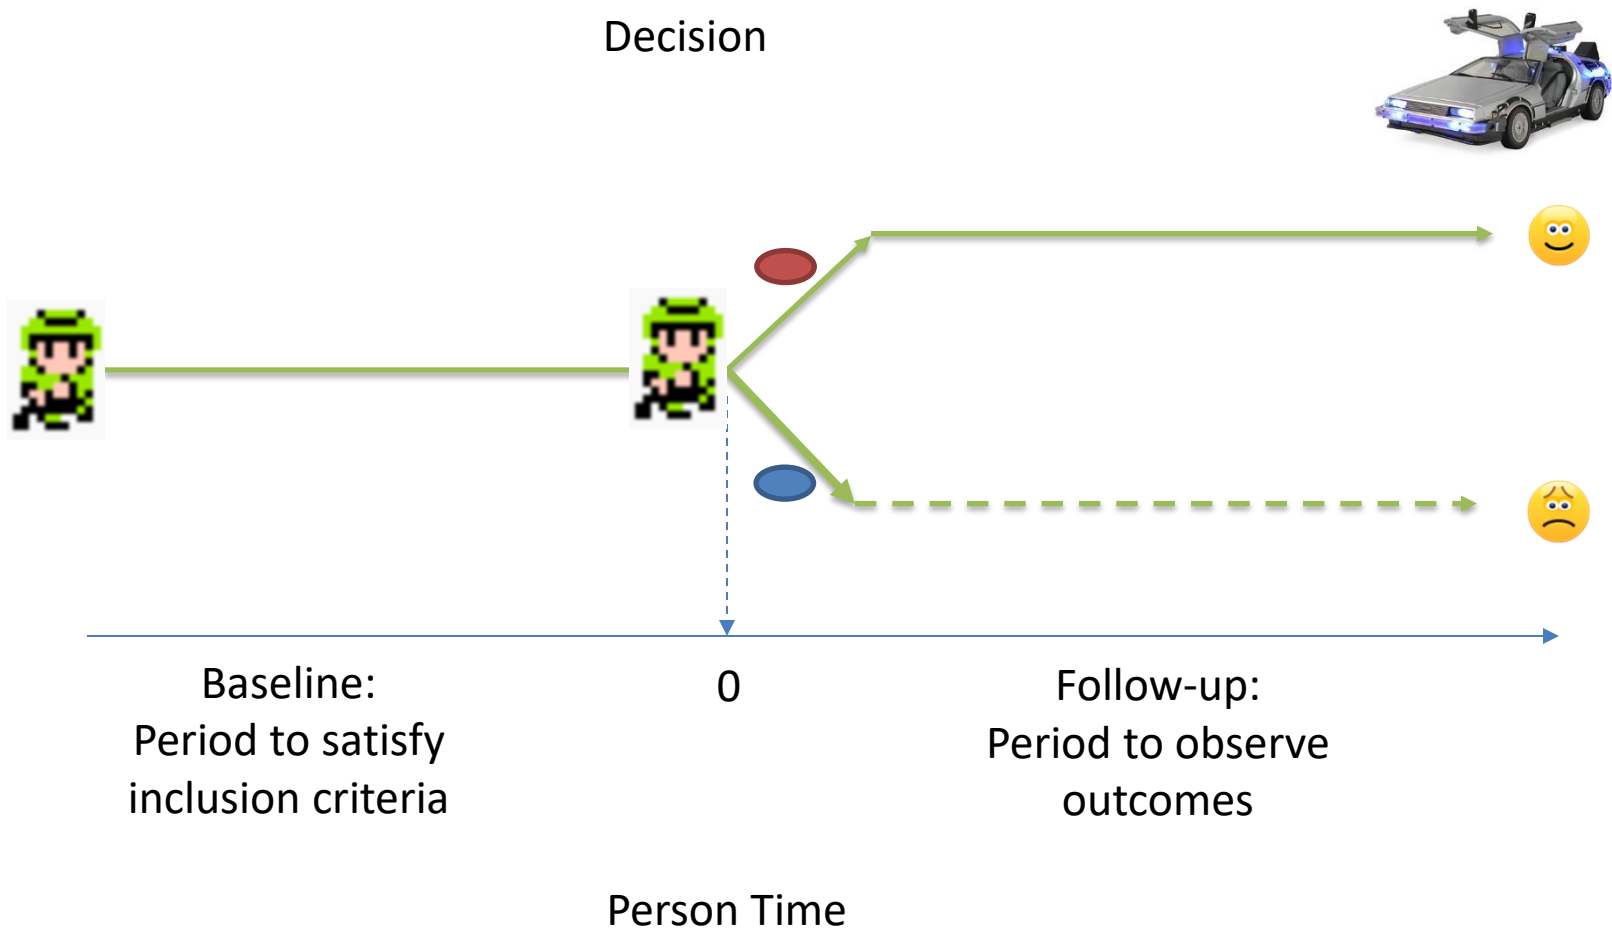 Decision
Baseline:
Period to satisfy
inclusion criteria
0
Follow-up:
Period to observe
outcomes
Person Time